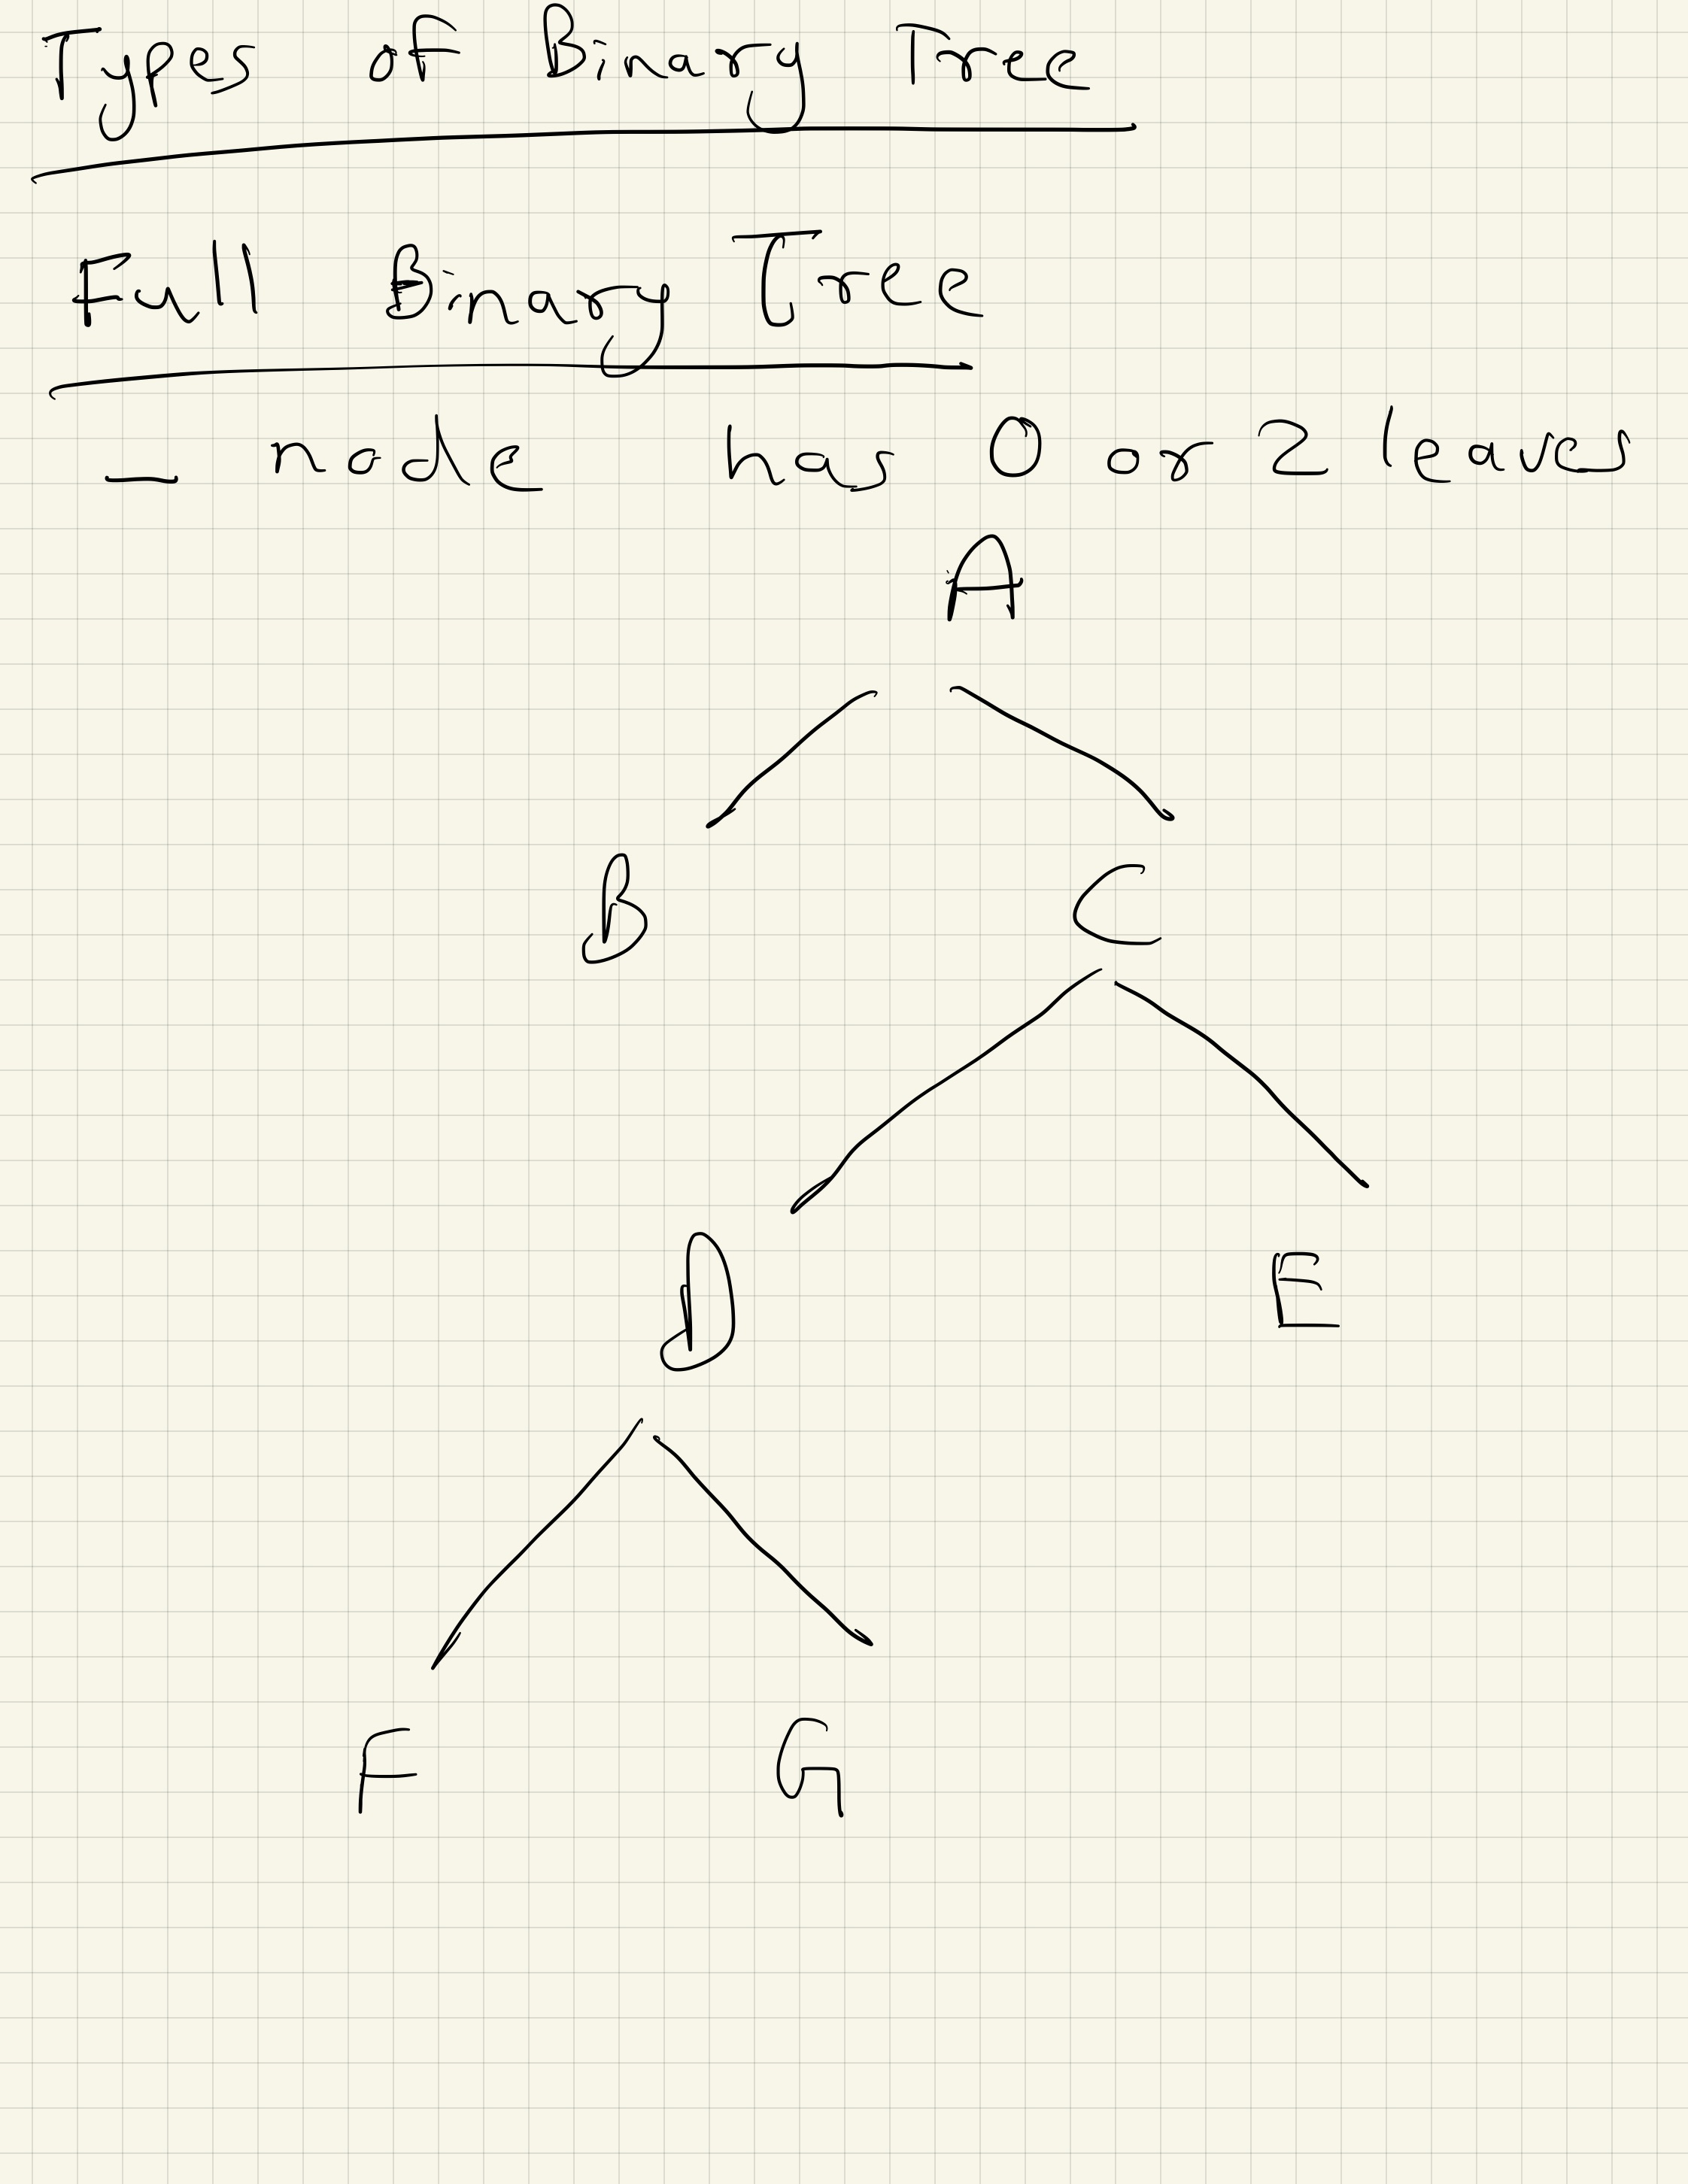 Types of Binary Tree
Full Binary Tree
- node has 0 or 2 leaves
A
B C
D E
F G